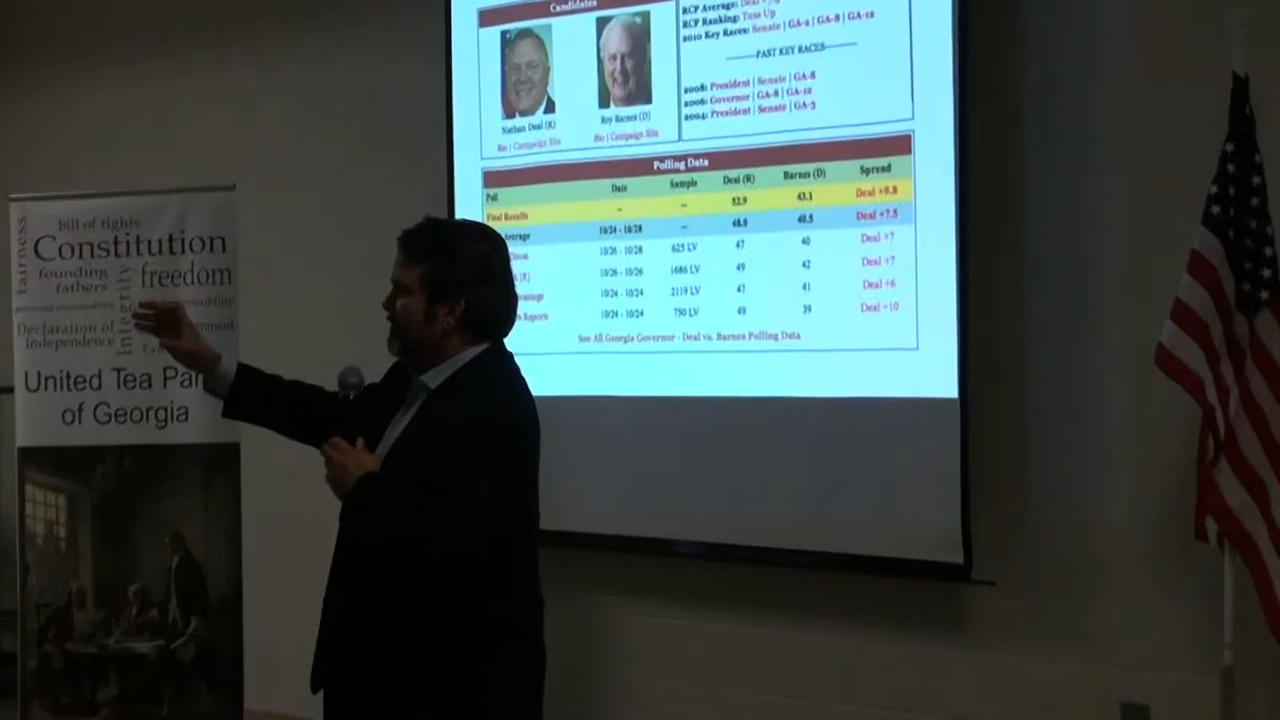 fairness
bill of rights
Constitution
founding
fathers
Integrity
freedom
Declaration of
independence
United Tea Par
of Georgia
Candidates
Nathan Deal (R)
Bio | Campaign Site
Roy Barnes (D)
Bio | Campaign Site
RCP Average: Deal
RCP Ranking: Toss Up
2010 Key Races: Senate | GA-2 | GA-8 | GA-12
PAST KEY RACES
2008: President | Senate | GA-8
2006: Governor | GA-8 | GA-12
2004: President | Senate | GA-3
Polling Data
Poll Date Sample Deal (R) Barnes (D) Spread
Final Results -- -- 52.9 43.1 Deal +9.8
Average 10/24 - 10/28 -- 48.0 40.5 Deal +7.5
10/26 - 10/28 625 LV 47 40 Deal +7
(R) 10/26 - 10/26 1686 LV 49 42 Deal +7
10/24 - 10/24 2119 LV 47 41 Deal +6
Reports 10/24 - 10/24 750 LV 49 39 Deal +10
See All Georgia Governor - Deal vs. Barnes Polling Data